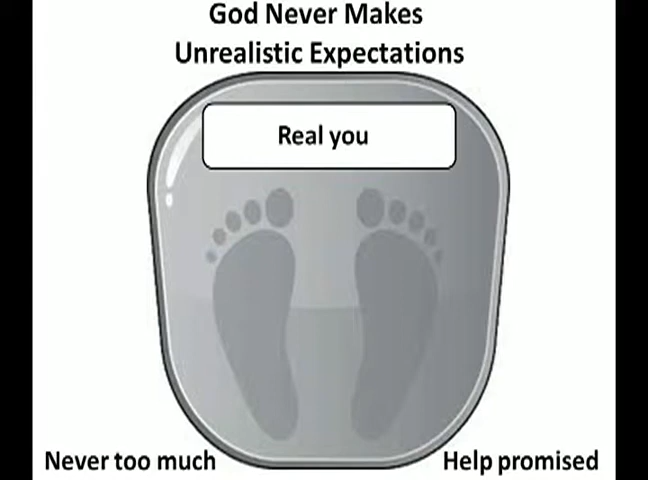 God Never Makes
Unrealistic Expectations
Real you
Never too much
Help promised